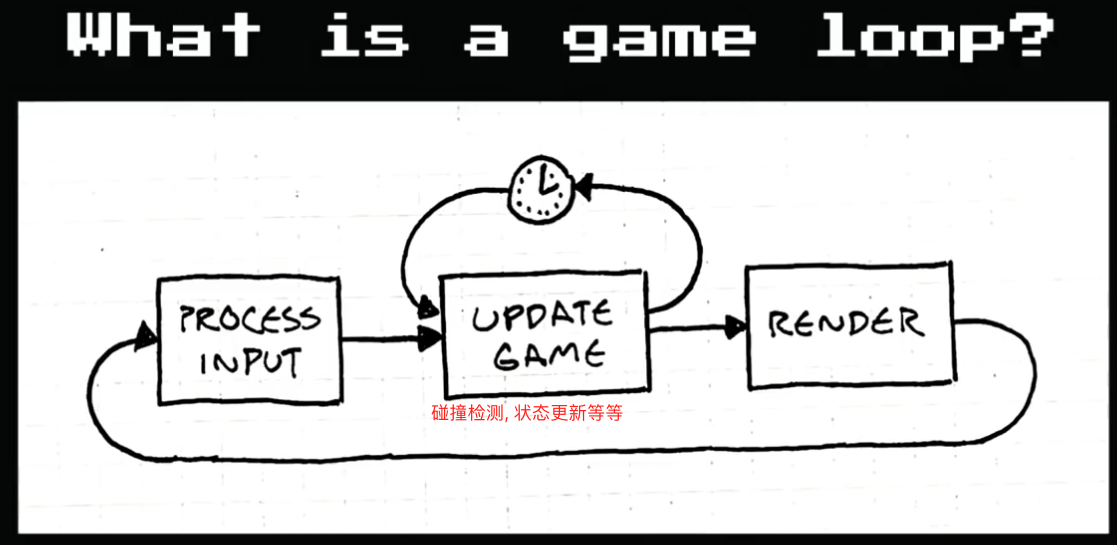 What is a game loop?
PROCESS
INPUT
UPDATE
GAME
RENDER
碰撞检测, 状态更新等等